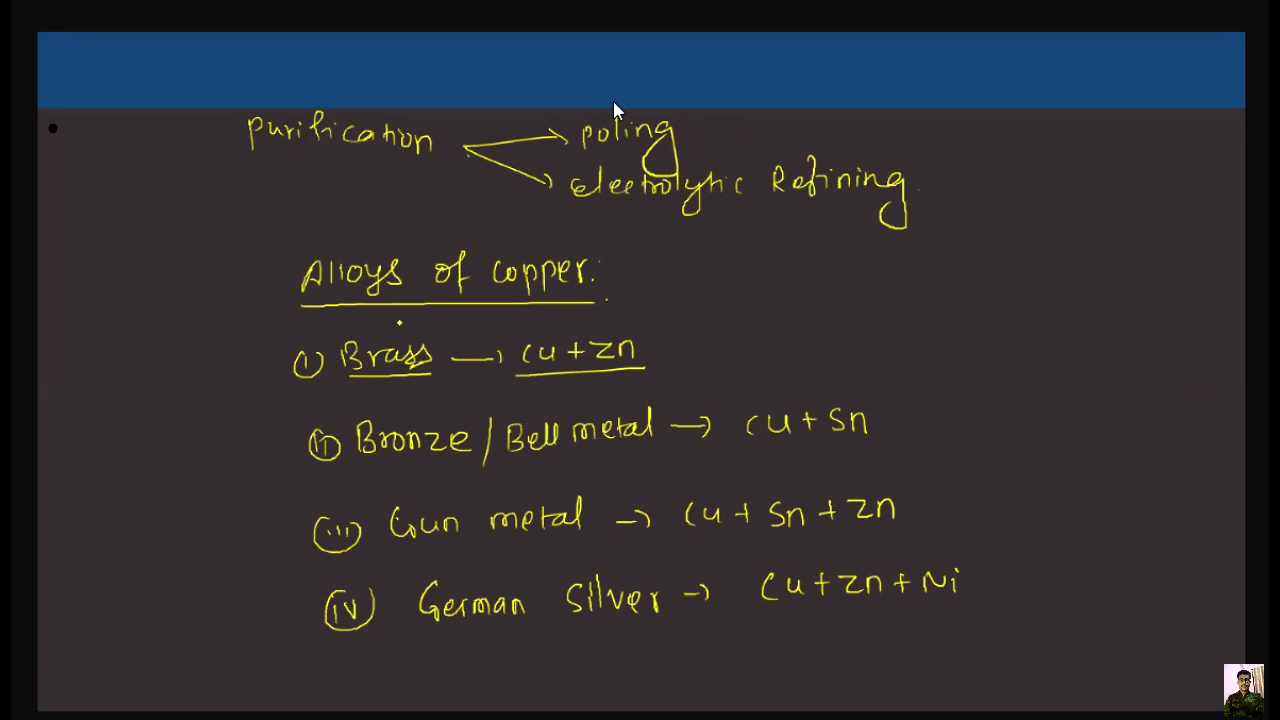 Purification → poling
→ electrolytic Refining
Alloys of copper:
① Brass → Cu+Zn
(ii) Bronze/Bell metal → Cu+Sn
(iii) Gun metal → Cu+Sn+Zn
(iv) German Silver → Cu+Zn+Ni